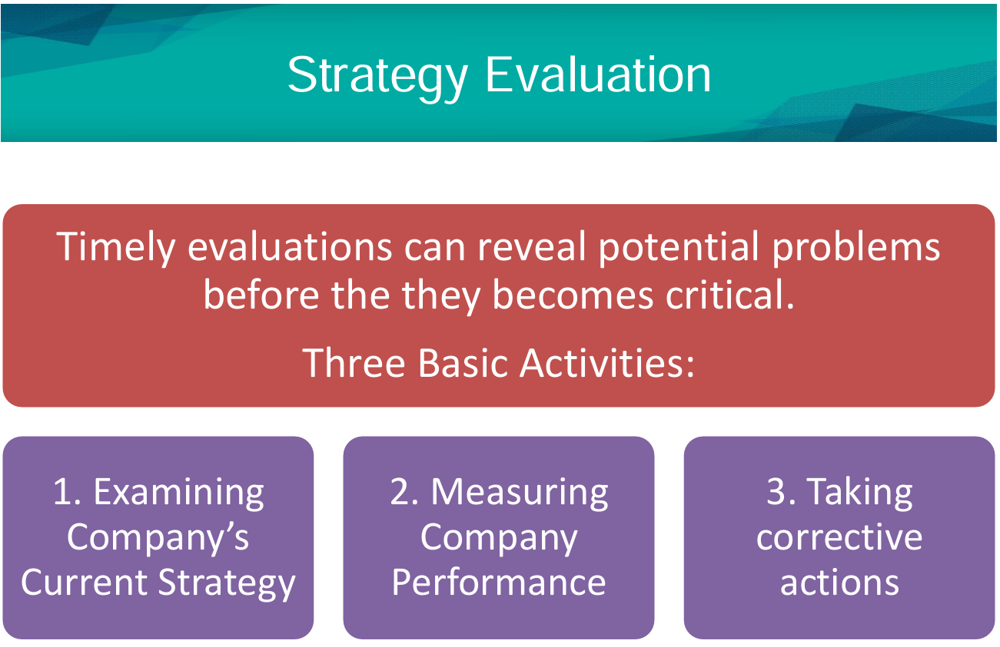 Strategy Evaluation
Timely evaluations can reveal potential problems
before the they becomes critical.
Three Basic Activities:
1. Examining
Company’s
Current Strategy
2. Measuring
Company
Performance
3. Taking
corrective
actions